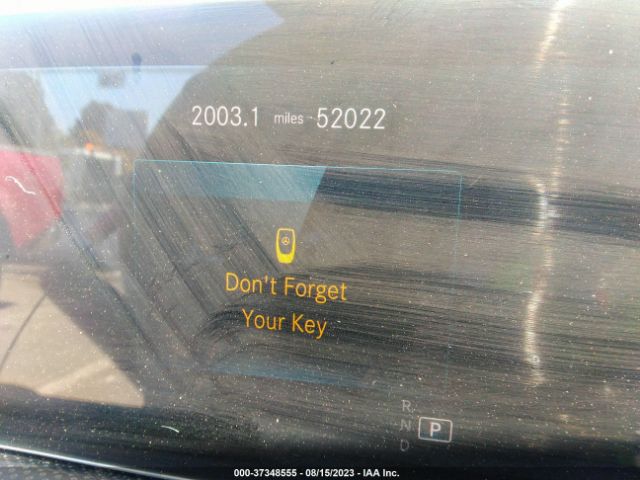 2003.1 miles 52022
Don't Forget
Your Key
R
N
P
D
000-37348555 - 08/15/2023 - IAA Inc.